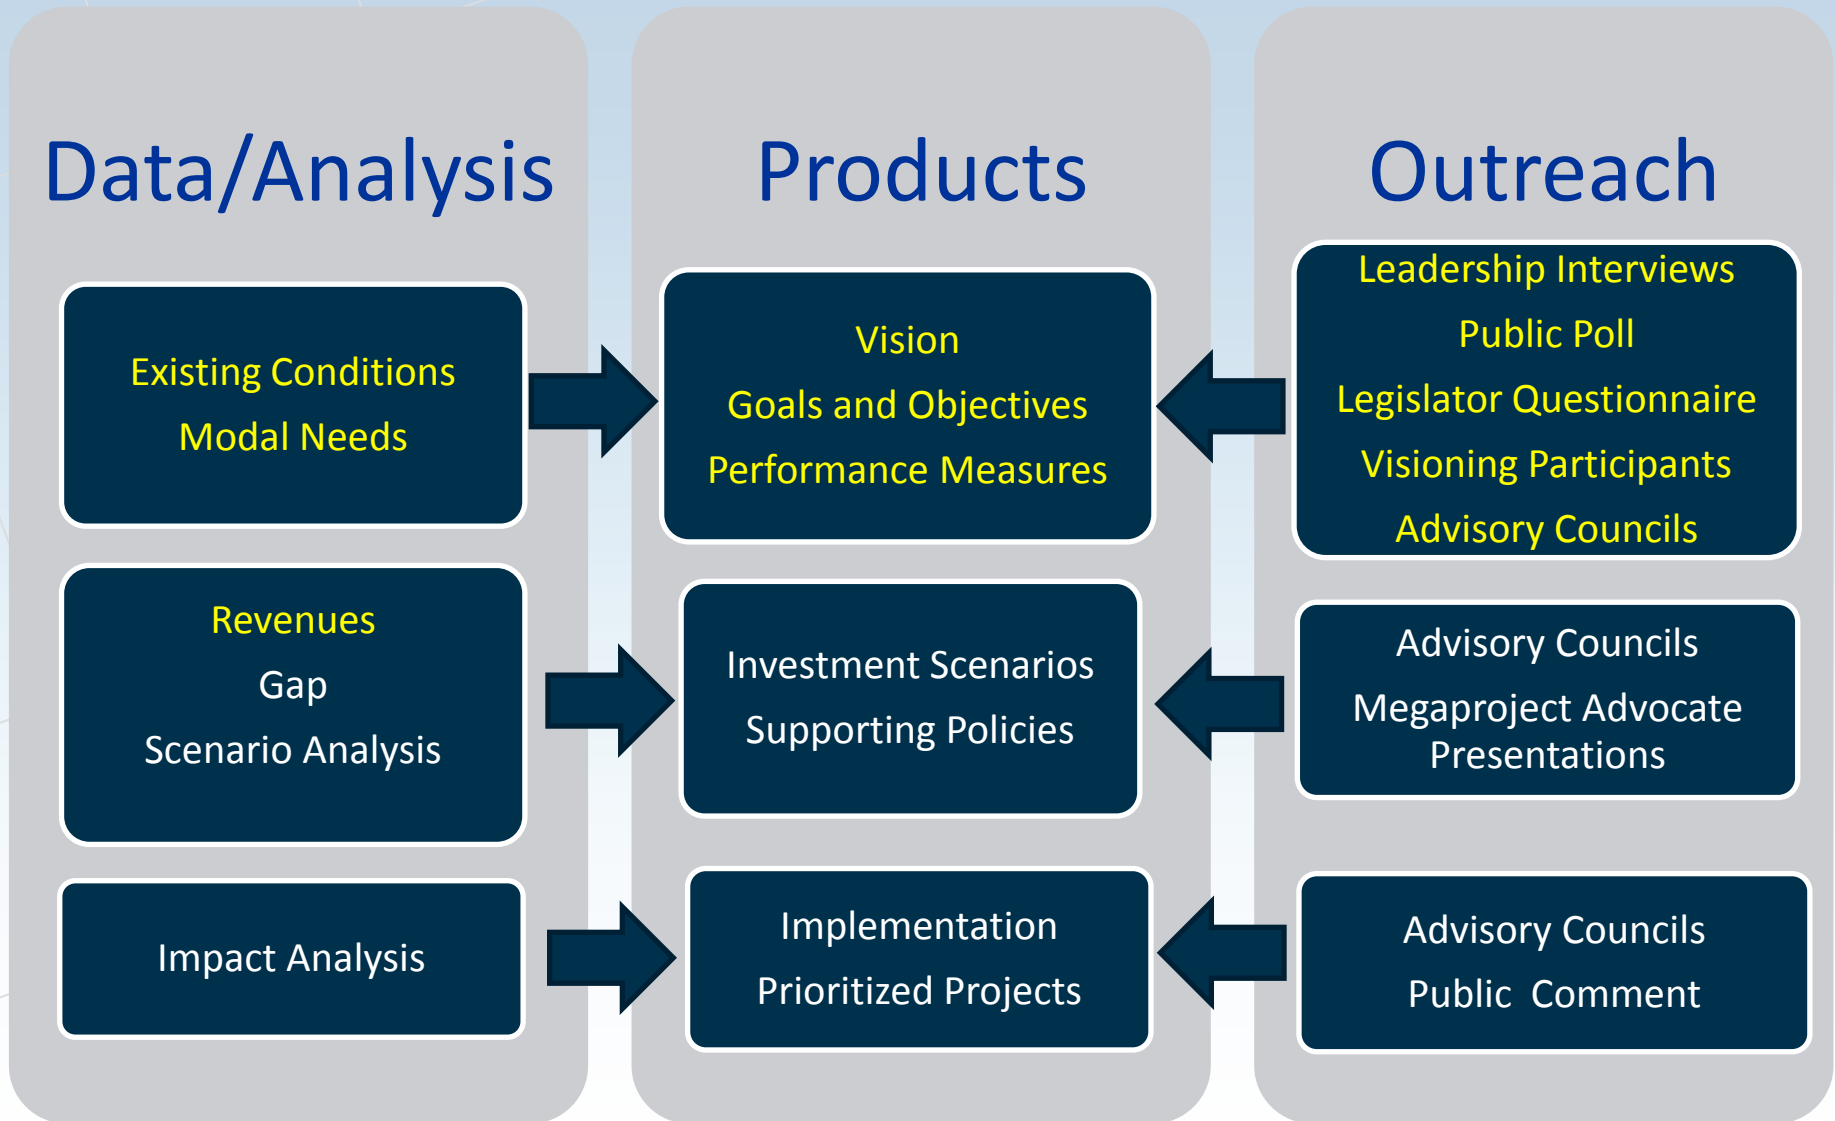 Data/Analysis
Existing Conditions
Modal Needs
Revenues
Gap
Scenario Analysis
Impact Analysis
Products
Vision
Goals and Objectives
Performance Measures
Investment Scenarios
Supporting Policies
Implementation
Prioritized Projects
Outreach
Leadership Interviews
Public Poll
Legislator Questionnaire
Visioning Participants
Advisory Councils
Advisory Councils
Megaproject Advocate
Presentations
Advisory Councils
Public Comment